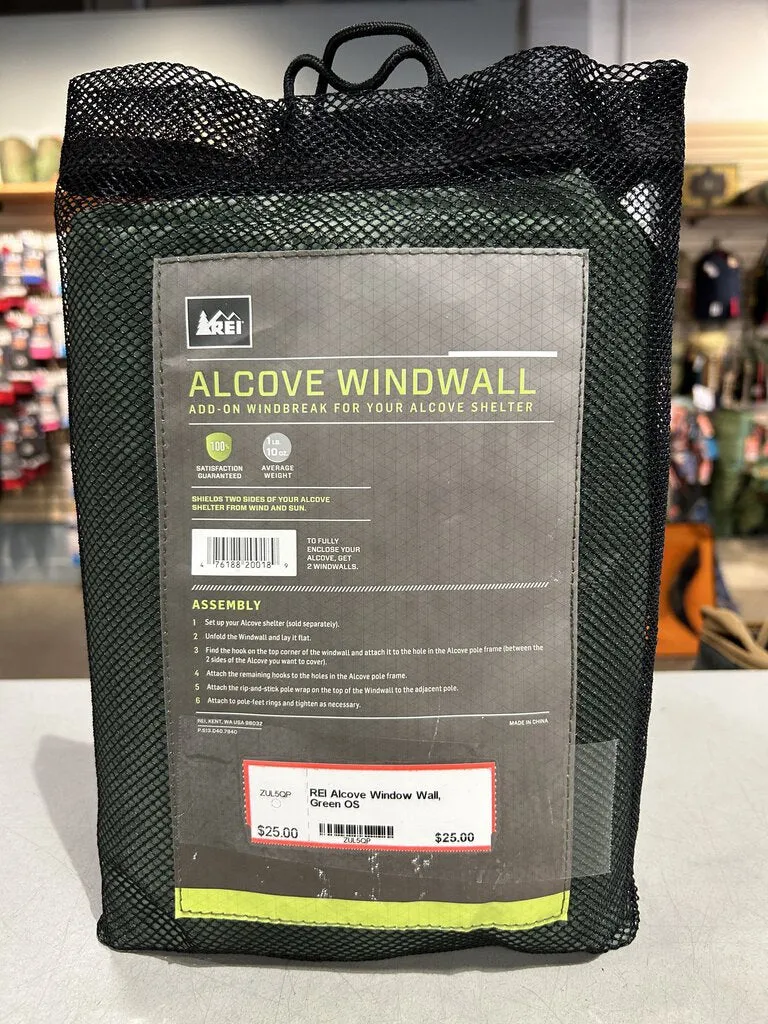 REI
ALCOVE WINDWALL
ADD-ON WINDBREAK FOR YOUR ALCOVE SHELTER
100%
SATISFACTION
GUARANTEED
1 LB.
10 OZ.
AVERAGE
WEIGHT
SHIELDS TWO SIDES OF YOUR ALCOVE
SHELTER FROM WIND AND SUN.
4 76188 20018 9
TO FULLY
ENCLOSE YOUR
ALCOVE, GET
2 WINDWALLS.
ASSEMBLY
1 Set up your Alcove shelter (sold separately).
2 Unfold the Windwall and lay it flat.
3 Find the hook on the top corner of the windwall and attach it to the hole in the Alcove pole frame (between the
2 sides of the Alcove you want to cover).
4 Attach the remaining hooks to the holes in the Alcove pole frame.
5 Attach the rip-and-stick pole wrap on the top of the Windwall to the adjacent pole.
6 Attach to pole-feet rings and tighten as necessary.
REI, KENT, WA USA 98032
P.S13.040.7840
MADE IN CHINA
ZUL5QP
REI Alcove Window Wall,
Green OS
$25.00
ZUL5QP
$25.00